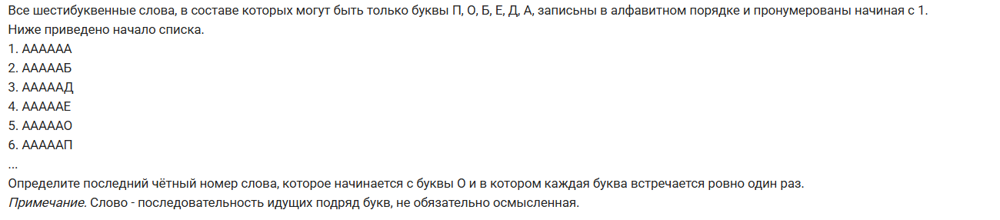 Все шестибуквенные слова, в составе которых могут быть только буквы П, О, Б, Е, Д, А, записьны в алфавитном порядке и пронумерованы начиная с 1.
Ниже приведено начало списка.
1. АААААА
2. АААААБ
3. АААААД
4. АААААЕ
5. АААААО
6. АААААП
...
Определите последний чётный номер слова, которое начинается с буквы О и в котором каждая буква встречается ровно один раз.
Примечание. Слово - последовательность идущих подряд букв, не обязательно осмысленная.